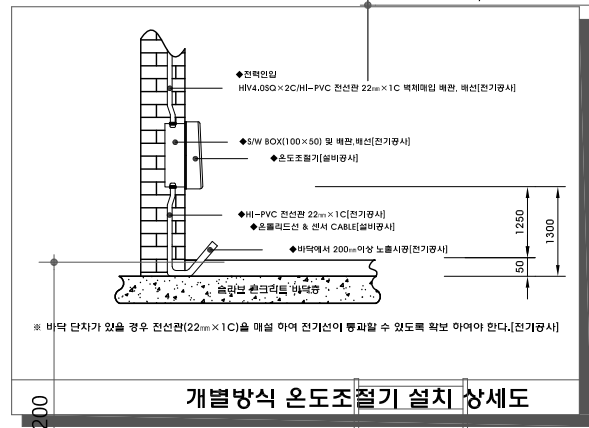 ◆전력인입
HIV4.0SQ×2C/HI-PVC 전선관 22mm×1C 벽체매입 배관, 배선[전기공사]
◆S/W BOX(100×50) 및 배관,배선[전기공사]
◆온도조절기[설비공사]
◆HI-PVC 전선관 22mm×1C[전기공사]
◆온돌리드선 & 센서 CABLE[설비공사]
◆바닥에서 200mm이상 노출시공[전기공사]
1250
1300
50
슬라브 콘크리트 바닥층
※ 바닥 단차가 있을 경우 전선관(22mm×1C)을 매설 하여 전기선이 통과할 수 있도록 확보 하여야 한다.[전기공사]
개별방식 온도조절기 설치 상세도
200